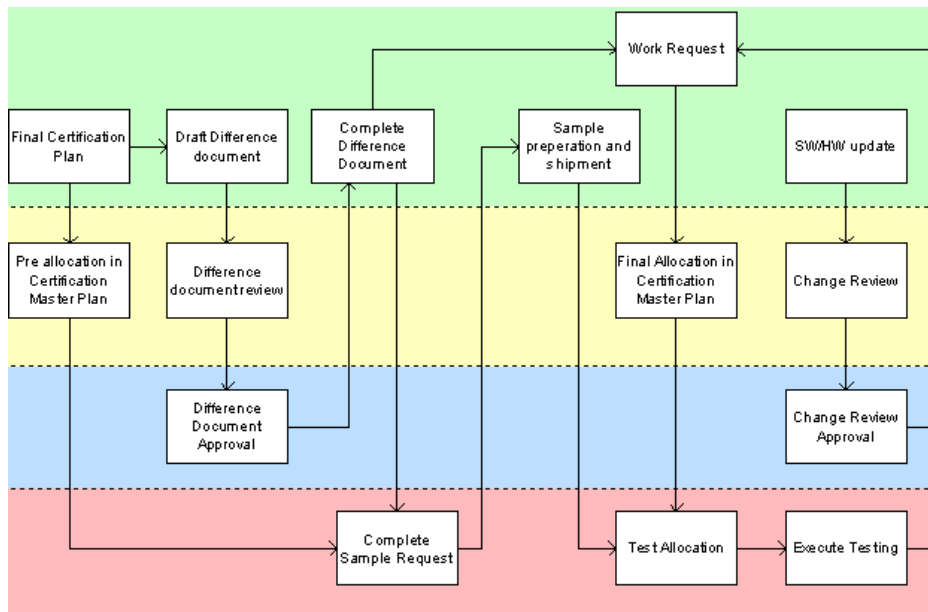 Work Request
Final Certification
Plan
Draft Difference
document
Complete
Difference
Document
Sample
preperation and
shipment
SW/HW update
Pre allocation in
Certification
Master Plan
Difference
document review
Final Allocation in
Certification
Master Plan
Change Review
Difference
Document
Approval
Change Review
Approval
Complete
Sample Request
Test Allocation
Execute Testing